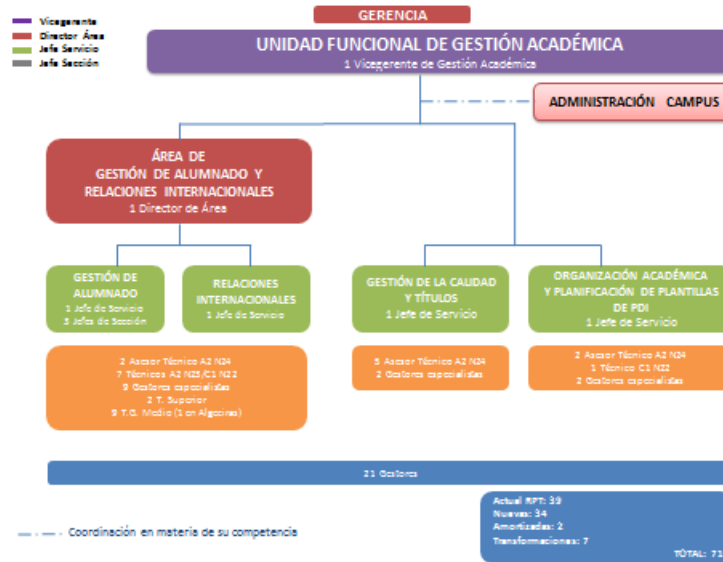 GERENCIA
Vicegerente
Director Área
Jefe Servicio
Jefe Sección
UNIDAD FUNCIONAL DE GESTIÓN ACADÉMICA
1 Vicegerente de Gestión Académica
ADMINISTRACIÓN CAMPUS
ÁREA DE
GESTIÓN DE ALUMNADO Y
RELACIONES INTERNACIONALES
1 Director de Área
GESTIÓN DE
ALUMNADO
1 Jefe de Servicio
3 Jefes de Sección
RELACIONES
INTERNACIONALES
1 Jefe de Servicio
GESTIÓN DE LA CALIDAD
Y TÍTULOS
1 Jefe de Servicio
ORGANIZACIÓN ACADÉMICA
Y PLANIFICACIÓN DE PLANTILLAS
DE PDI
1 Jefe de Servicio
2 Asesor Técnico A2 N24
7 Técnicos A2 N23/C1 N22
9 Gestores especialistas
2 T. Superior
9 T.G. Medio (1 en Algeciras)
5 Asesor Técnico A2 N24
2 Gestores especialistas
2 Asesor Técnico A2 N24
1 Técnico C1 N22
2 Gestores especialistas
21 Gestores
Actual RPT: 39
Nuevas: 34
Amortizadas: 2
Transformaciones: 7
TOTAL: 71
Coordinación en materia de su competencia